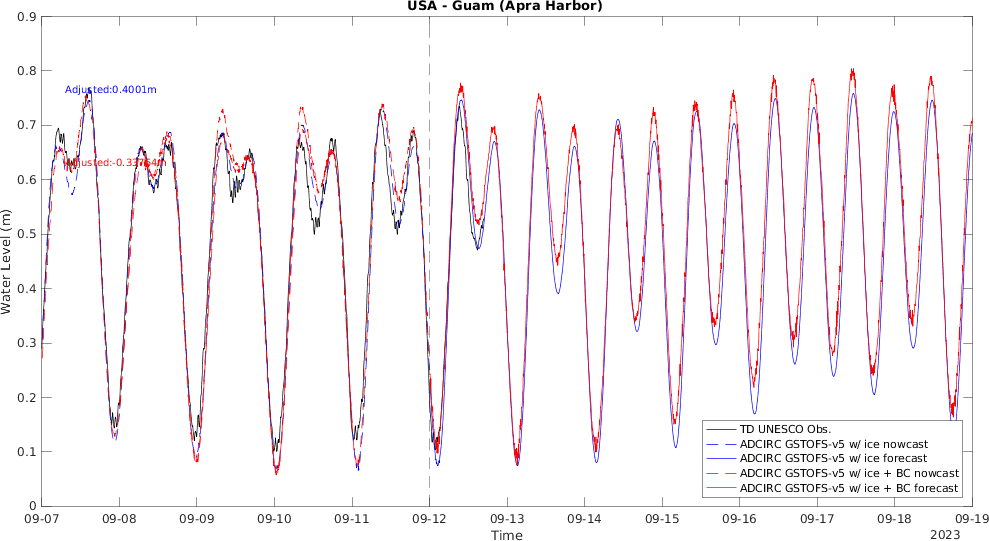 USA - Guam (Apra Harbor)
0.9
0.8
0.7
0.6
0.5
0.4
0.3
0.2
0.1
0
Water Level (m)
Adjusted:0.4001m
TD UNESCO Obs.
ADCIRC GSTOFS-v5 w/ ice nowcast
ADCIRC GSTOFS-v5 w/ ice forecast
ADCIRC GSTOFS-v5 w/ ice + BC nowcast
ADCIRC GSTOFS-v5 w/ ice + BC forecast
09-07 09-08 09-09 09-10 09-11 09-12 09-13 09-14 09-15 09-16 09-17 09-18 09-19
Time
2023